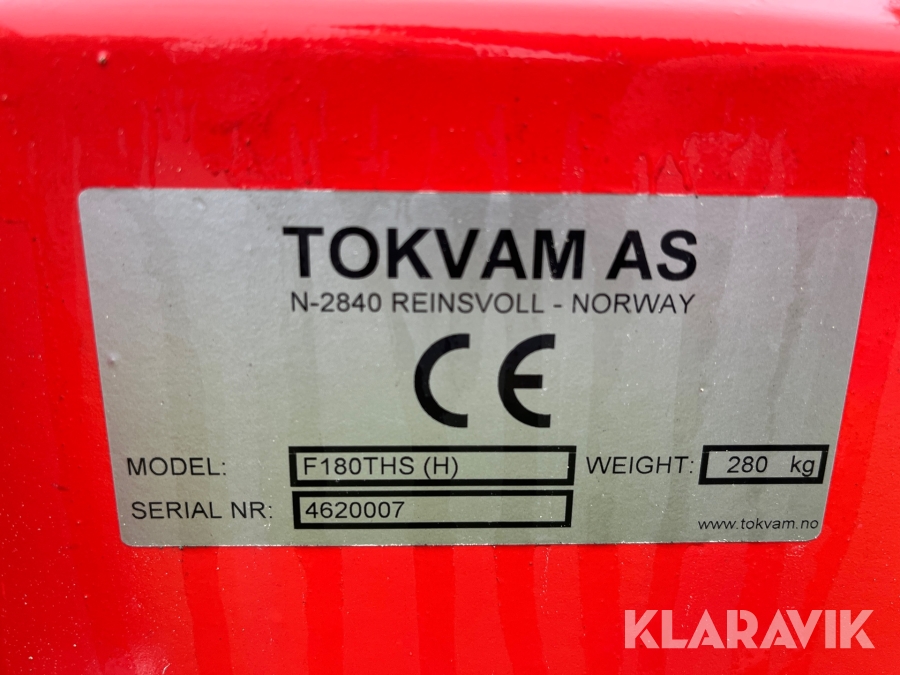 TOKVAM AS
N-2840 REINSVOLL - NORWAY
CE
MODEL: F180THS (H) WEIGHT: 280 kg
SERIAL NR: 4620007
www.tokvam.no
KLARAVIK